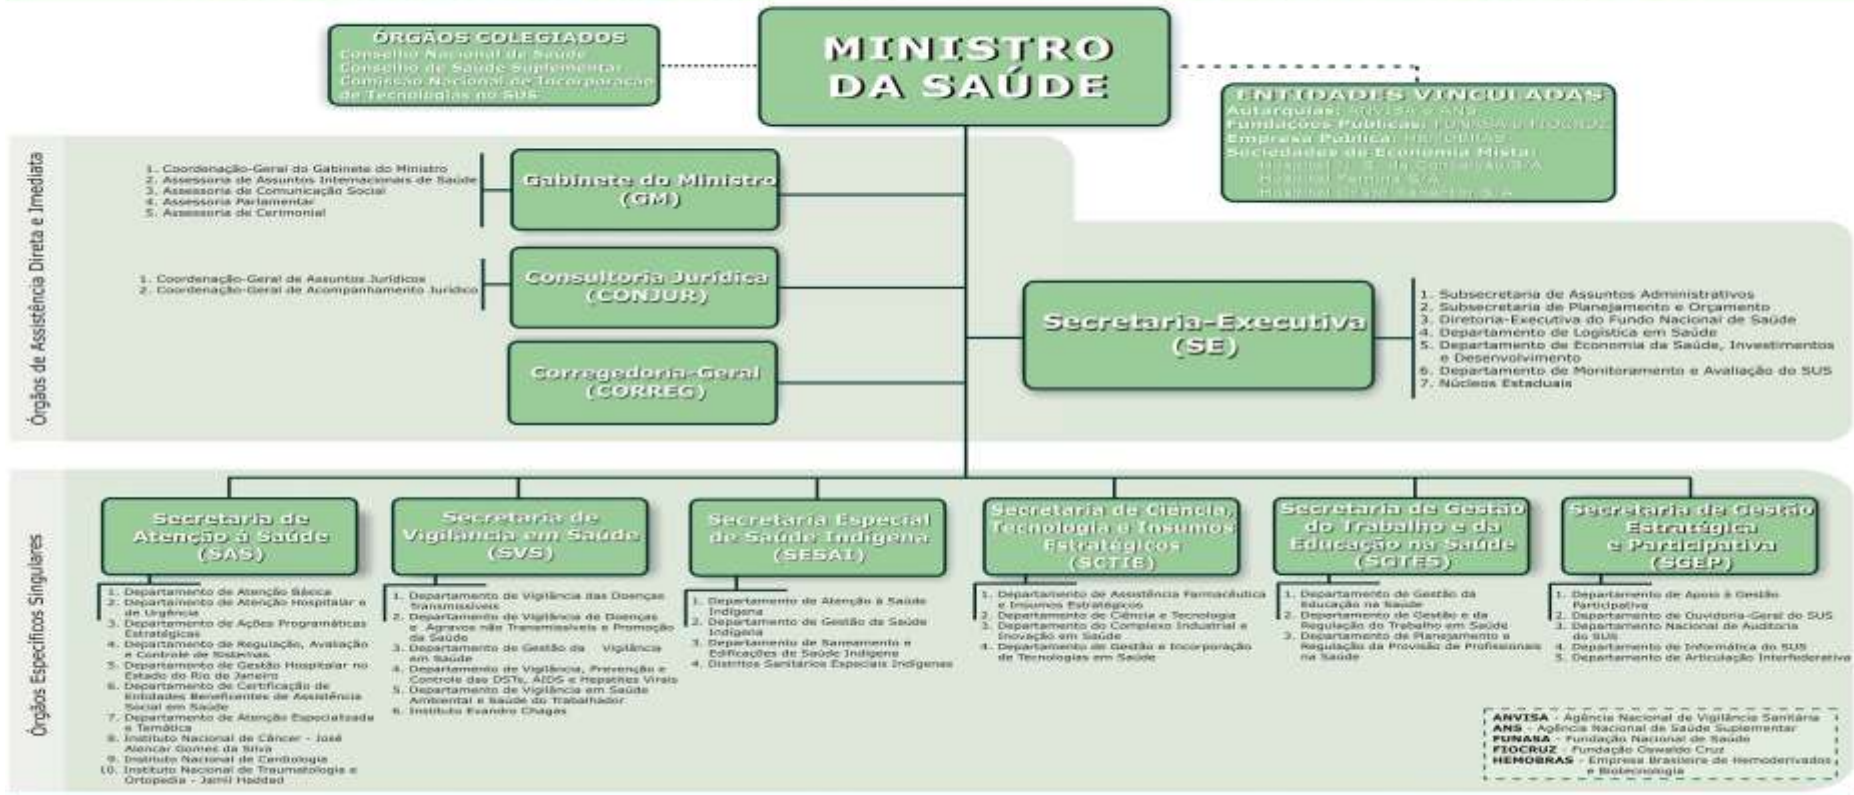 ÓRGÃOS COLEGIADOS
Conselho Nacional de Saúde
Conselho de Saúde Suplementar
Comissão Nacional de Incorporação
de Tecnologias no SUS
MINISTRO
DA SAÚDE
ENTIDADES VINCULADAS
Autarquias: ANVISA e ANS
Fundações Públicas: FUNASA e FIOCRUZ
Empresa Pública: HEMOBRAS
Sociedades de Economia Mista:
Hospital N. S. da Conceição S/A
Hospital Femina S/A
Hospital Cristo Redentor S/A
Órgãos de Assistência Direta e Imediata
1. Coordenação-Geral do Gabinete do Ministro
2. Assessoria de Assuntos Internacionais de Saúde
3. Assessoria de Comunicação Social
4. Assessoria Parlamentar
5. Assessoria de Cerimonial
Gabinete do Ministro
(GM)
1. Coordenação-Geral de Assuntos Jurídicos
2. Coordenação-Geral de Acompanhamento Jurídico
Consultoria Jurídica
(CONJUR)
Corregedoria-Geral
(CORREG)
Secretaria-Executiva
(SE)
1. Subsecretaria de Assuntos Administrativos
2. Subsecretaria de Planejamento e Orçamento
3. Diretoria-Executiva do Fundo Nacional de Saúde
4. Departamento de Logística em Saúde
5. Departamento de Economia da Saúde, Investimentos
e Desenvolvimento
6. Departamento de Monitoramento e Avaliação do SUS
7. Núcleos Estaduais
Órgãos Específicos Singulares
Secretaria de
Atenção à Saúde
(SAS)
1. Departamento de Atenção Básica
2. Departamento de Atenção Hospitalar e
de Urgência
3. Departamento de Ações Programáticas
Estratégicas
4. Departamento de Regulação, Avaliação
e Controle de Sistemas
5. Departamento de Gestão Hospitalar no
Estado do Rio de Janeiro
6. Departamento de Certificação de
Entidades Beneficentes de Assistência
Social em Saúde
7. Departamento de Atenção Especializada
e Temática
8. Instituto Nacional de Câncer - José
Alencar Gomes da Silva
9. Instituto Nacional de Cardiologia
10. Instituto Nacional de Traumatologia e
Ortopedia - Jamil Haddad
Secretaria de
Vigilância em Saúde
(SVS)
1. Departamento de Vigilância das Doenças
Transmissíveis
2. Departamento de Vigilância de Doenças
e Agravos não Transmissíveis e Promoção
da Saúde
3. Departamento de Gestão da Vigilância
em Saúde
4. Departamento de Vigilância, Prevenção e
Controle das DSTs, AIDS e Hepatites Virais
5. Departamento de Vigilância em Saúde
Ambiental e Saúde do Trabalhador
6. Instituto Evandro Chagas
Secretaria Especial
de Saúde Indígena
(SESAI)
1. Departamento de Atenção à Saúde
Indígena
2. Departamento de Gestão da Saúde
Indígena
3. Departamento de Saneamento e
Edificações de Saúde Indígena
4. Distritos Sanitários Especiais Indígenas
Secretaria de Ciência,
Tecnologia e Insumos
Estratégicos
(SCTIE)
1. Departamento de Assistência Farmacêutica
e Insumos Estratégicos
2. Departamento de Ciência e Tecnologia
3. Departamento do Complexo Industrial e
Inovação em Saúde
4. Departamento de Gestão e Incorporação
de Tecnologias em Saúde
Secretaria de Gestão
do Trabalho e da
Educação na Saúde
(SGTES)
1. Departamento de Gestão da
Educação na Saúde
2. Departamento de Gestão e da
Regulação do Trabalho em Saúde
3. Departamento de Planejamento e
Regulação da Provisão de Profissionais
na Saúde
Secretaria de Gestão
Estratégica
e Participativa
(SGEP)
1. Departamento de Apoio à Gestão
Participativa
2. Departamento de Ouvidoria-Geral do SUS
3. Departamento Nacional de Auditoria
do SUS
4. Departamento de Informática do SUS
5. Departamento de Articulação Interfederativa
ANVISA - Agência Nacional de Vigilância Sanitária
ANS - Agência Nacional de Saúde Suplementar
FUNASA - Fundação Nacional de Saúde
FIOCRUZ - Fundação Oswaldo Cruz
HEMOBRAS - Empresa Brasileira de Hemoderivados
e Biotecnologia